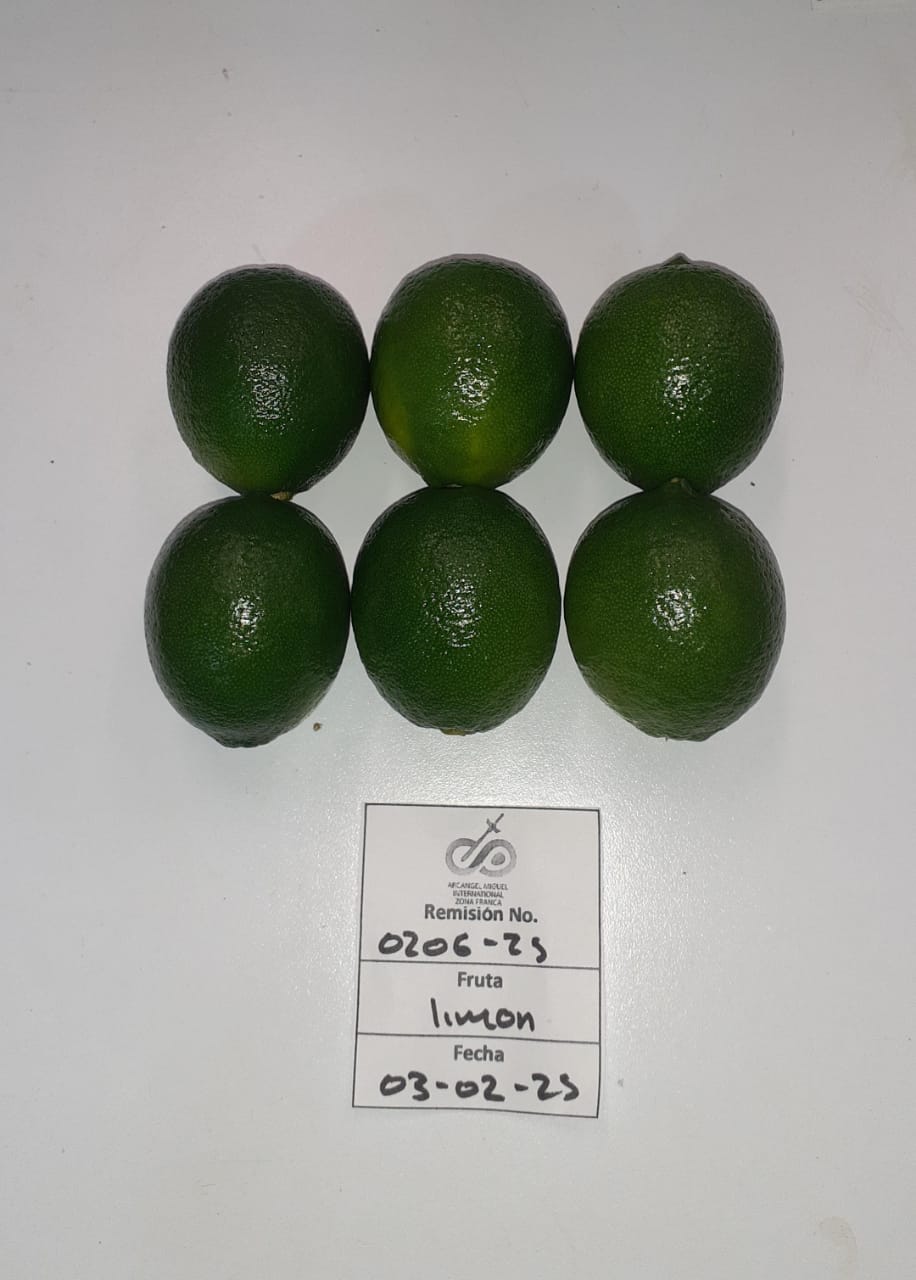 ARCANGEL MIGUEL
INTERNATIONAL
ZONA FRANCA
Remisión No.
0206-25
Fruta
limon
Fecha
03-02-25